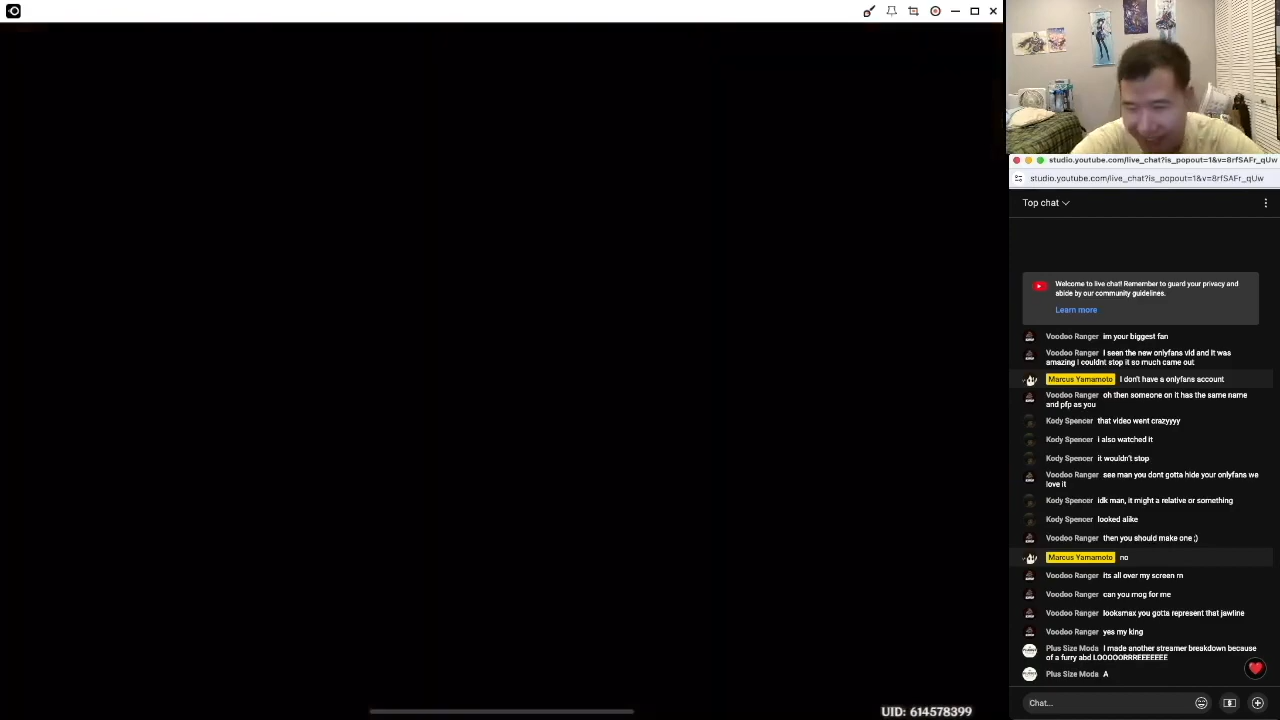 studio.youtube.com/live_chat?is_popout=1&v=8rfSAFr_qUw
studio.youtube.com/live_chat?is_popout=1&v=8rfSAFr_qUw
Top chat
Welcome to live chat! Remember to guard your privacy and
abide by our community guidelines.
Learn more
Voodoo Ranger im your biggest fan
Voodoo Ranger I seen the new onlyfans vid and it was
amazing I couldnt stop it so much came out
Marcus Yamamoto I don't have a onlyfans account
Voodoo Ranger oh then someone on it has the same name
and pfp as you
Kody Spencer that video went crazyyyy
Kody Spencer i also watched it
Kody Spencer it wouldn't stop
Voodoo Ranger see man you dont gotta hide your onlyfans we
love it
Kody Spencer idk man, it might a relative or something
Kody Spencer looked alike
Voodoo Ranger then you should make one ;)
Marcus Yamamoto no
Voodoo Ranger its all over my screen rn
Voodoo Ranger can you mog for me
Voodoo Ranger looksmax you gotta represent that jawline
Voodoo Ranger yes my king
Plus Size Moda I made another streamer breakdown because
of a furry abd LOOOOORRREEEEEEE
Plus Size Moda A
Chat...
UID: 614578399